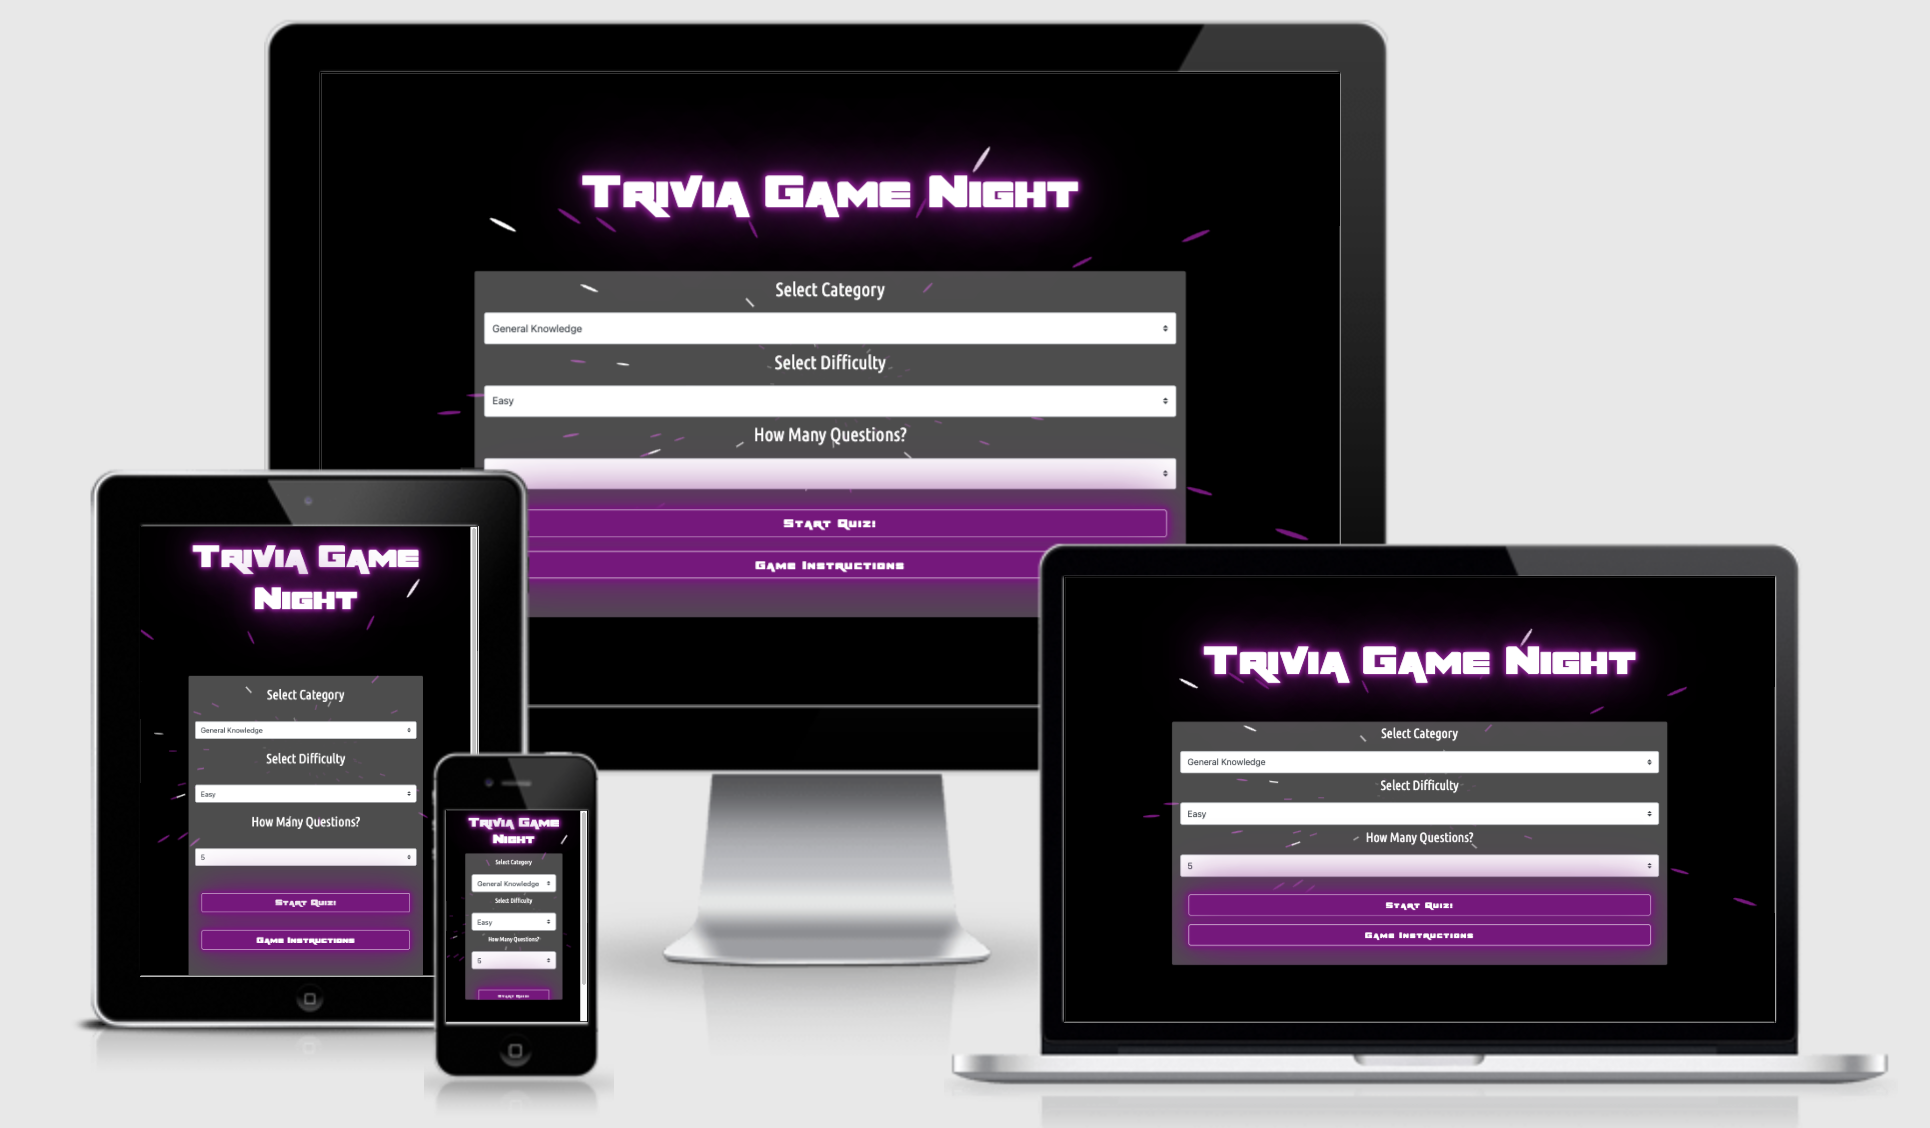 Trivia Game Night
Select Category
General Knowledge
Select Difficulty
Easy
How Many Questions?
Start Quiz!
Game Instructions
Trivia Game
Night
Select Category
General Knowledge
Select Difficulty
Easy
How Many Questions?
5
Start Quiz!
Game Instructions
Trivia Game
Night
Select Category
General Knowledge
Select Difficulty
Easy
How Many Questions?
5
Start Quiz!
Trivia Game Night
Select Category
General Knowledge
Select Difficulty
Easy
How Many Questions?
5
Start Quiz!
Game Instructions